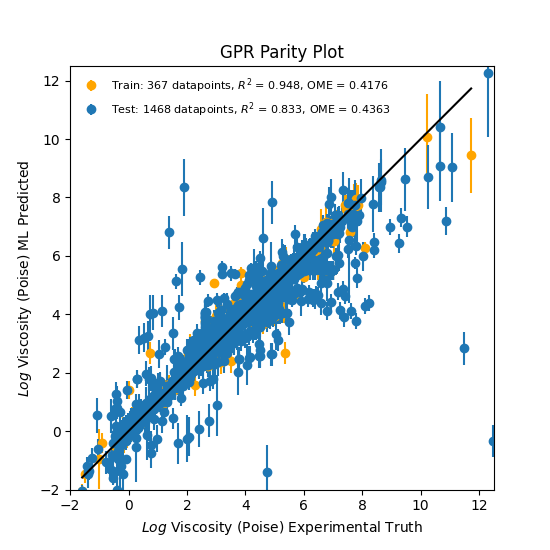 GPR Parity Plot
Train: 367 datapoints, R² = 0.948, OME = 0.4176
Test: 1468 datapoints, R² = 0.833, OME = 0.4363
Log Viscosity (Poise) ML Predicted
12
10
8
6
4
2
0
−2
−2 0 2 4 6 8 10 12
Log Viscosity (Poise) Experimental Truth